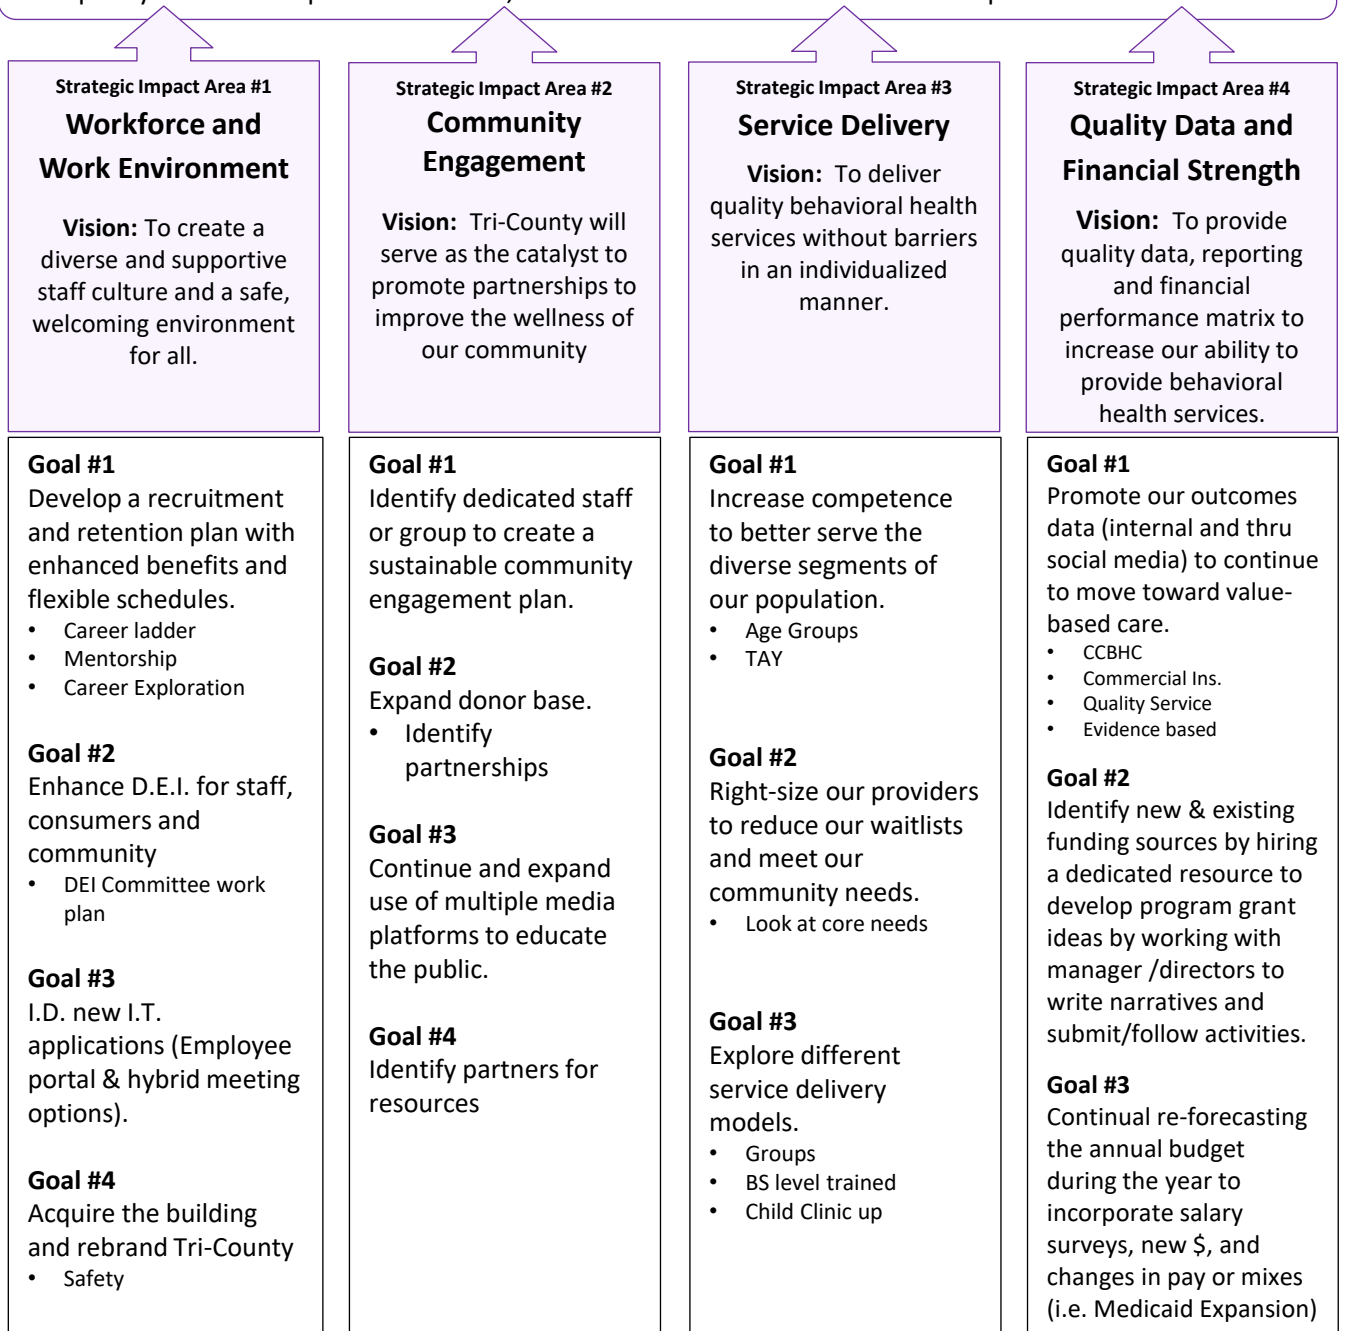 Strategic Impact Area #1
Workforce and
Work Environment
Vision: To create a
diverse and supportive
staff culture and a safe,
welcoming environment
for all.
Goal #1
Develop a recruitment
and retention plan with
enhanced benefits and
flexible schedules.
• Career ladder
• Mentorship
• Career Exploration
Goal #2
Enhance D.E.I. for staff,
consumers and
community
• DEI Committee work
plan
Goal #3
I.D. new I.T.
applications (Employee
portal & hybrid meeting
options).
Goal #4
Acquire the building
and rebrand Tri-County
• Safety
Strategic Impact Area #2
Community
Engagement
Vision: Tri-County will
serve as the catalyst to
promote partnerships to
improve the wellness of
our community
Goal #1
Identify dedicated staff
or group to create a
sustainable community
engagement plan.
Goal #2
Expand donor base.
• Identify
partnerships
Goal #3
Continue and expand
use of multiple media
platforms to educate
the public.
Goal #4
Identify partners for
resources
Strategic Impact Area #3
Service Delivery
Vision: To deliver
quality behavioral health
services without barriers
in an individualized
manner.
Goal #1
Increase competence
to better serve the
diverse segments of
our population.
• Age Groups
• TAY
Goal #2
Right-size our providers
to reduce our waitlists
and meet our
community needs.
• Look at core needs
Goal #3
Explore different
service delivery
models.
• Groups
• BS level trained
• Child Clinic up
Strategic Impact Area #4
Quality Data and
Financial Strength
Vision: To provide
quality data, reporting
and financial
performance matrix to
increase our ability to
provide behavioral
health services.
Goal #1
Promote our outcomes
data (internal and thru
social media) to continue
to move toward value-
based care.
• CCBHC
• Commercial Ins.
• Quality Service
• Evidence based
Goal #2
Identify new & existing
funding sources by hiring
a dedicated resource to
develop program grant
ideas by working with
manager /directors to
write narratives and
submit/follow activities.
Goal #3
Continual re-forecasting
the annual budget
during the year to
incorporate salary
surveys, new $, and
changes in pay or mixes
(i.e. Medicaid Expansion)